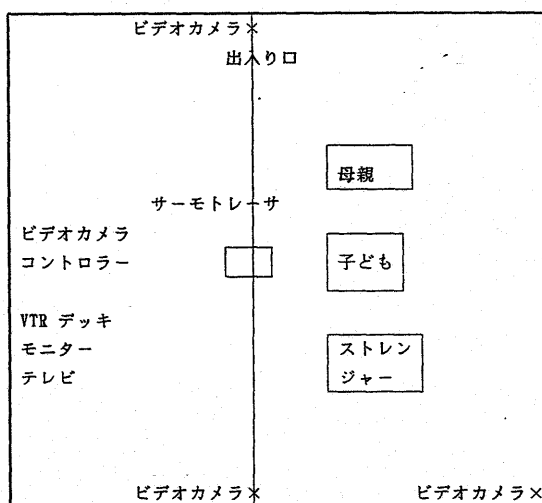 ビデオカメラ×
出入り口
母親
サーモトレーサ
ビデオカメラ
コントローラー
子ども
VTR デッキ
モニター
テレビ
ストレン
ジャー
ビデオカメラ×
ビデオカメラ×